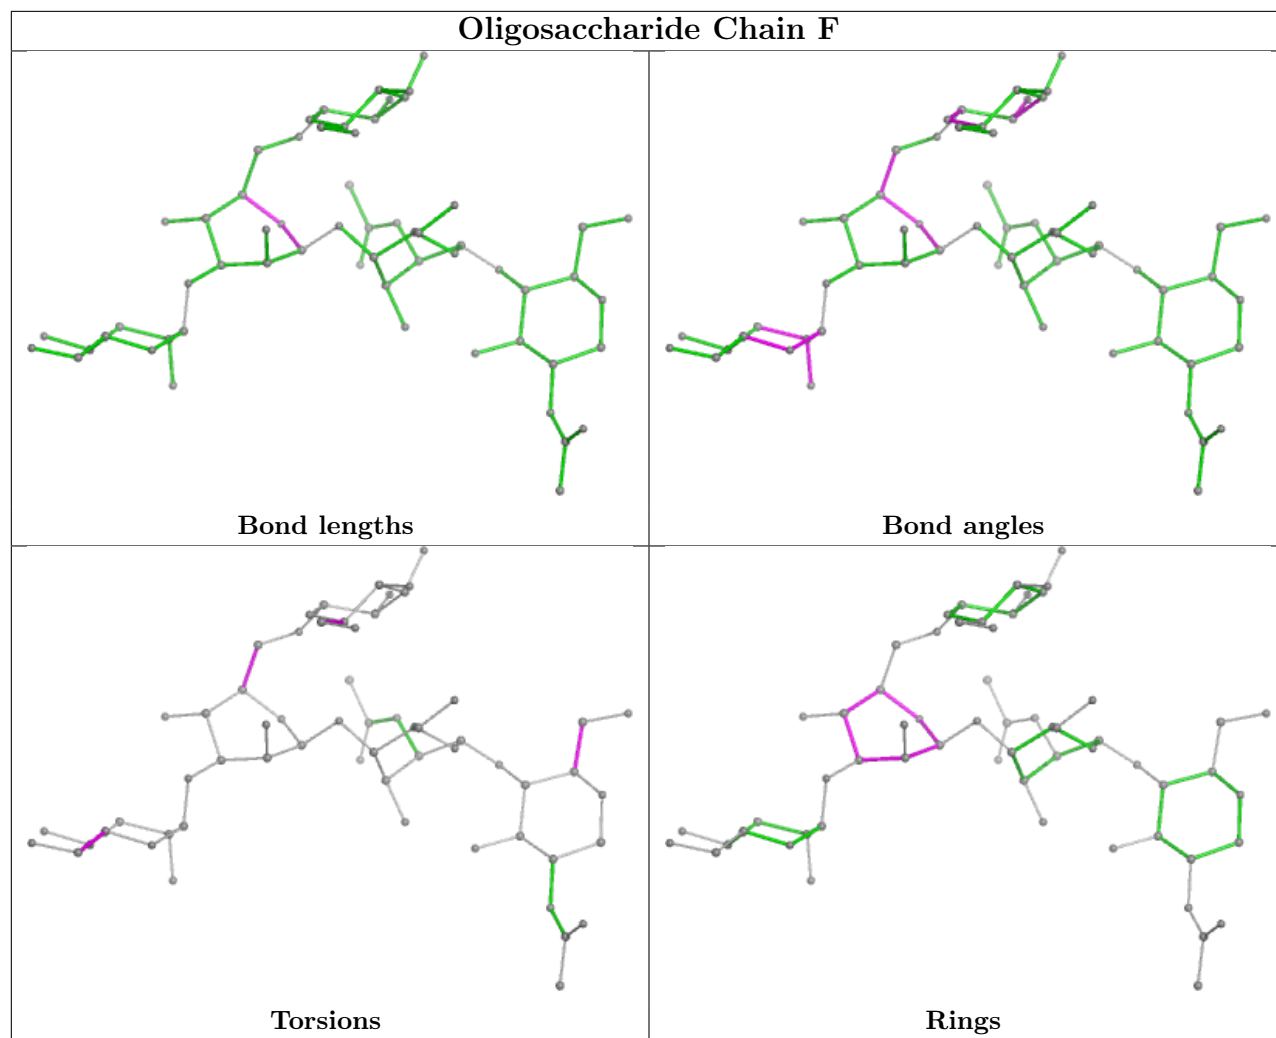 Oligosaccharide Chain F
Bond lengths
Bond angles
Torsions
Rings